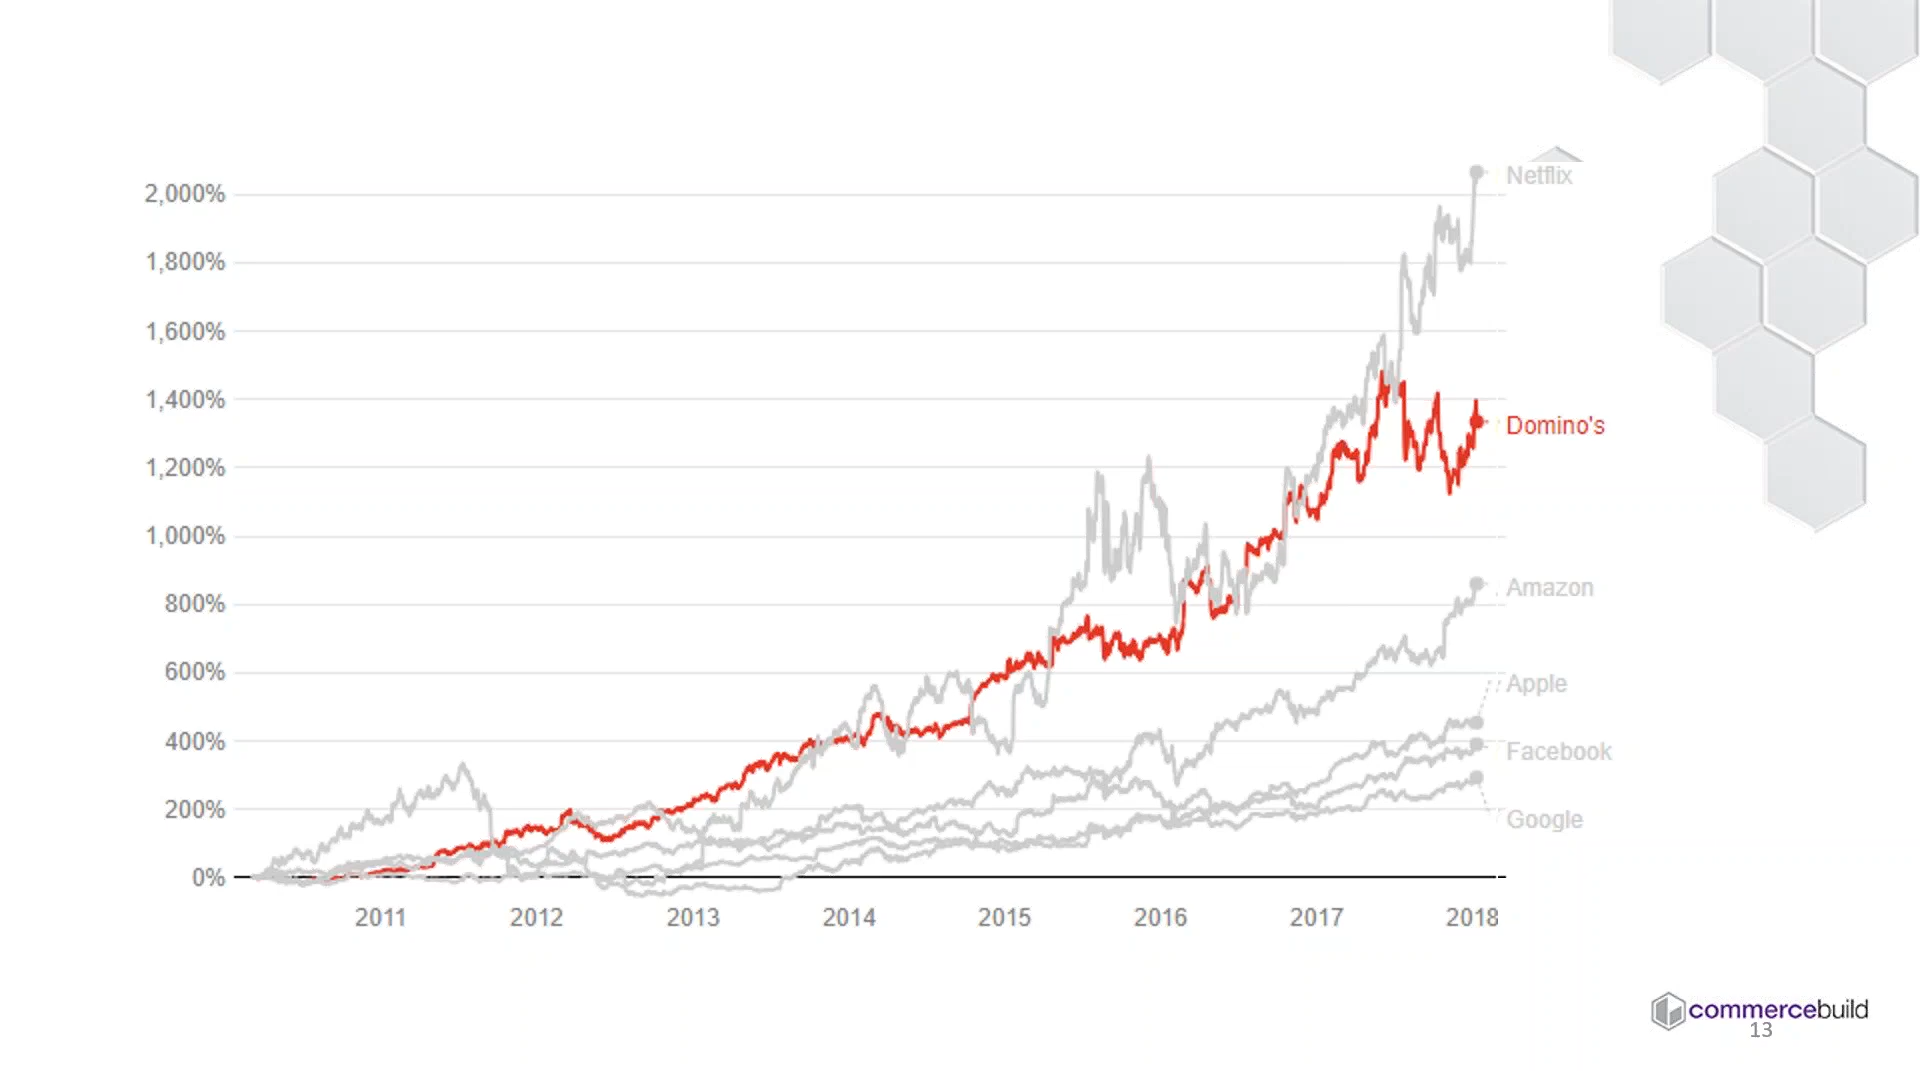 2,000%
Netflix
1,800%
1,600%
1,400%
Domino's
1,200%
1,000%
800%
Amazon
600%
Apple
400%
Facebook
200%
Google
0%
2011 2012 2013 2014 2015 2016 2017 2018
commercebuild
13